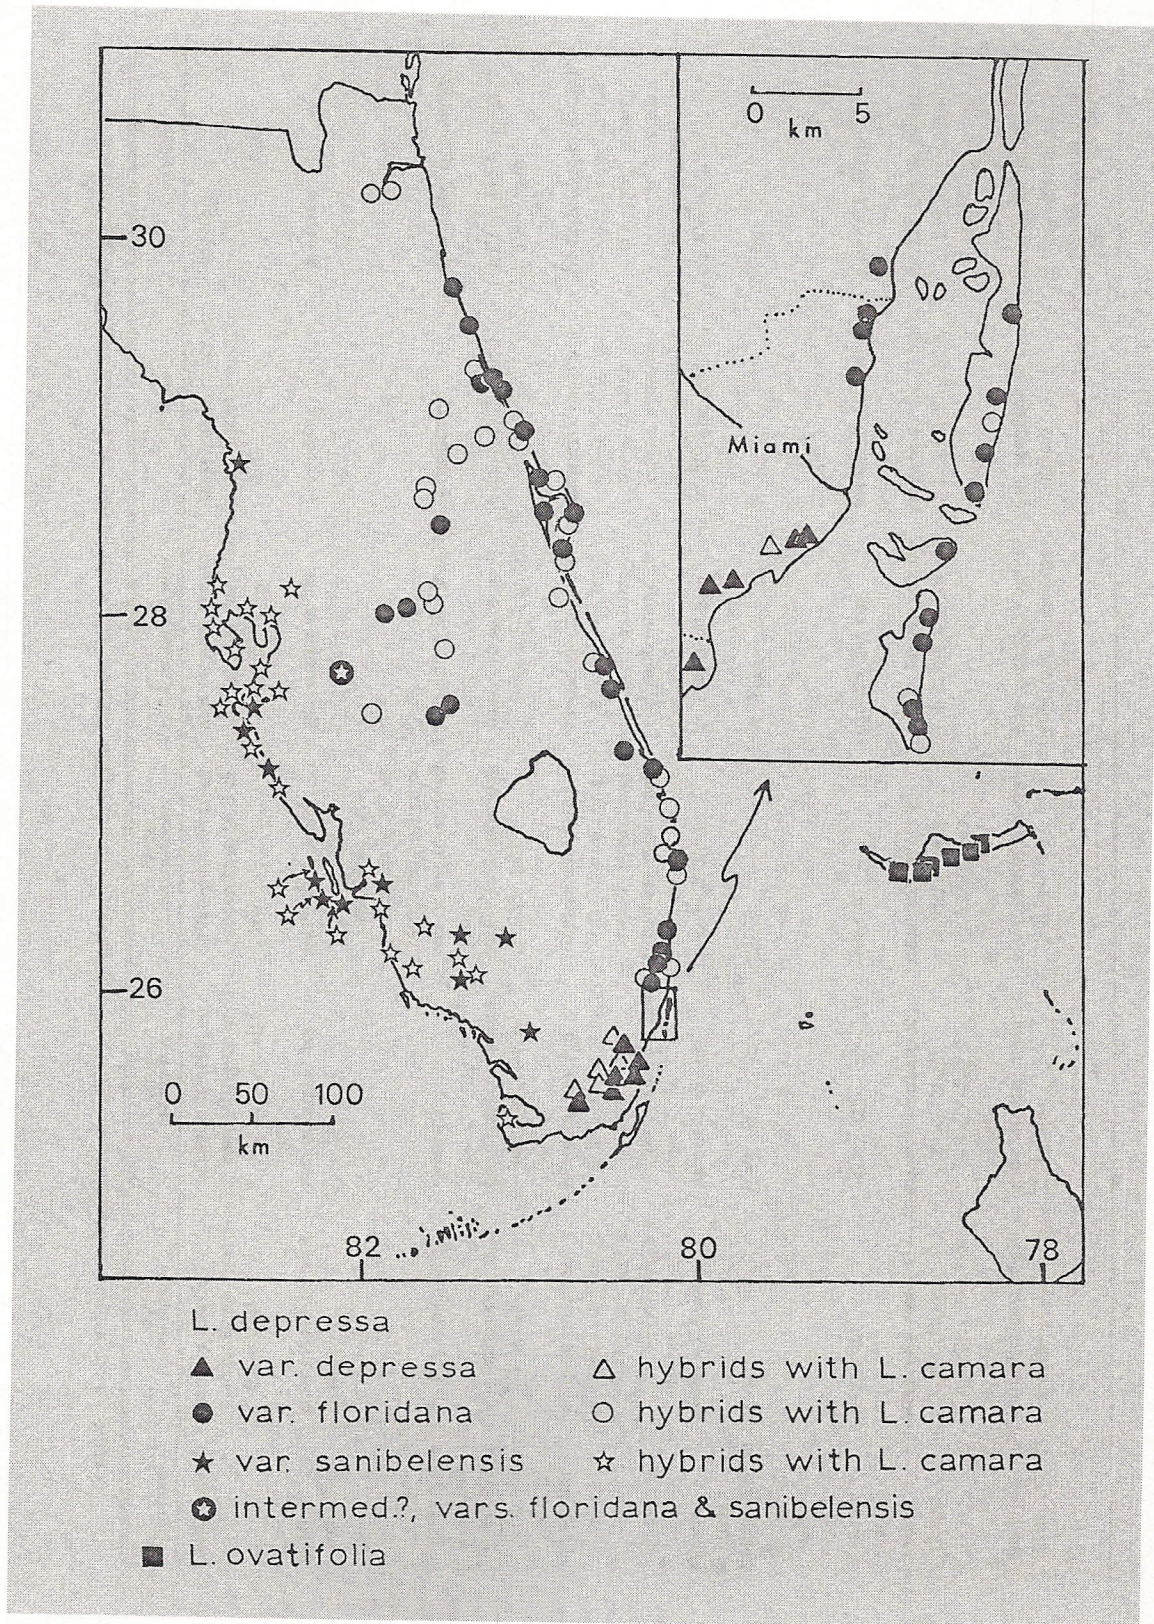 0 5
km
30
Miami
28
26
0 50 100
km
82 80 78
L. depressa
▲ var. depressa △ hybrids with L. camara
● var. floridana ○ hybrids with L. camara
★ var. sanibelensis ☆ hybrids with L. camara
✪ intermed.?, vars. floridana & sanibelensis
■ L. ovatifolia